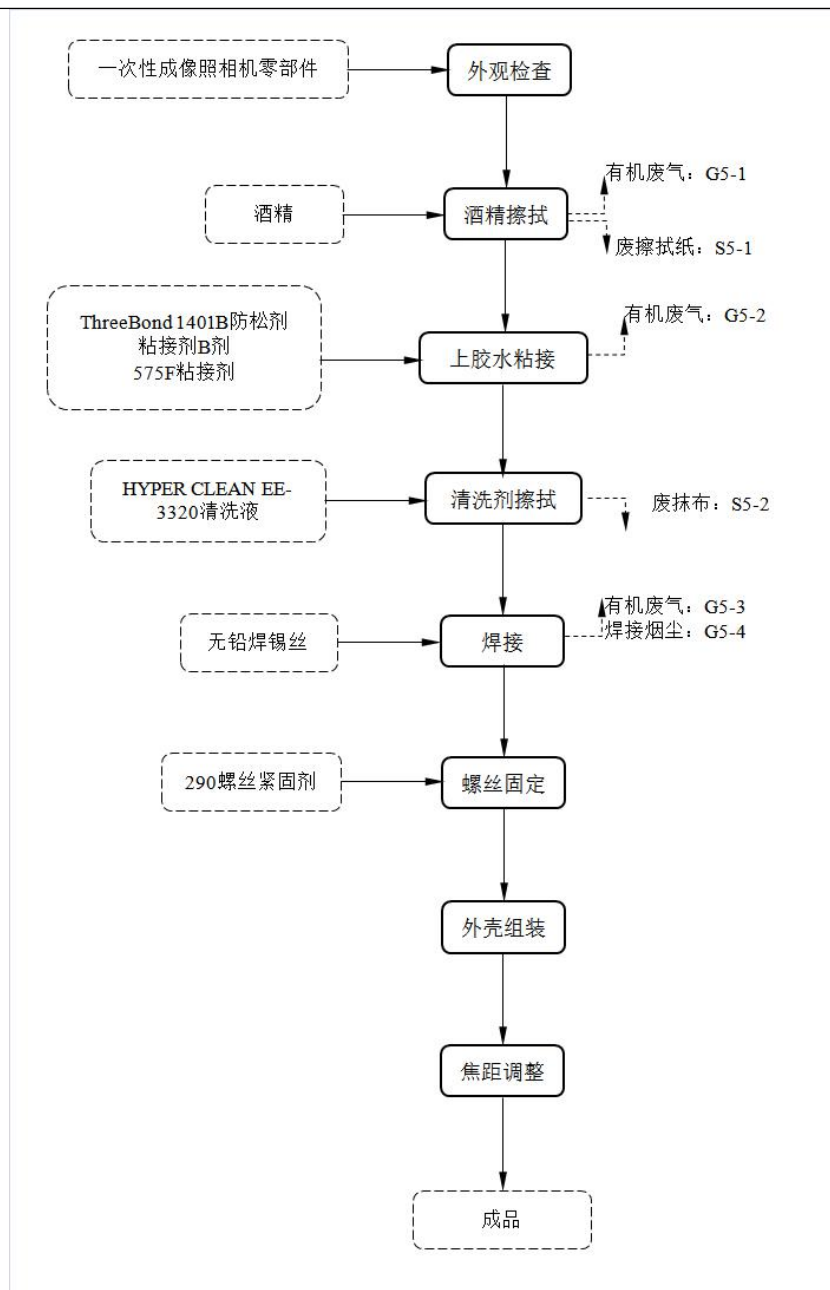 一次性成像照相机零部件
外观检查
有机废气：G5-1
酒精
酒精擦拭
废擦拭纸：S5-1
ThreeBond 1401B防松剂
粘接剂B剂
575F粘接剂
有机废气：G5-2
上胶水粘接
HYPER CLEAN EE-
3320清洗液
清洗剂擦拭
废抹布：S5-2
有机废气：G5-3
焊接烟尘：G5-4
无铅焊锡丝
焊接
290螺丝紧固剂
螺丝固定
外壳组装
焦距调整
成品